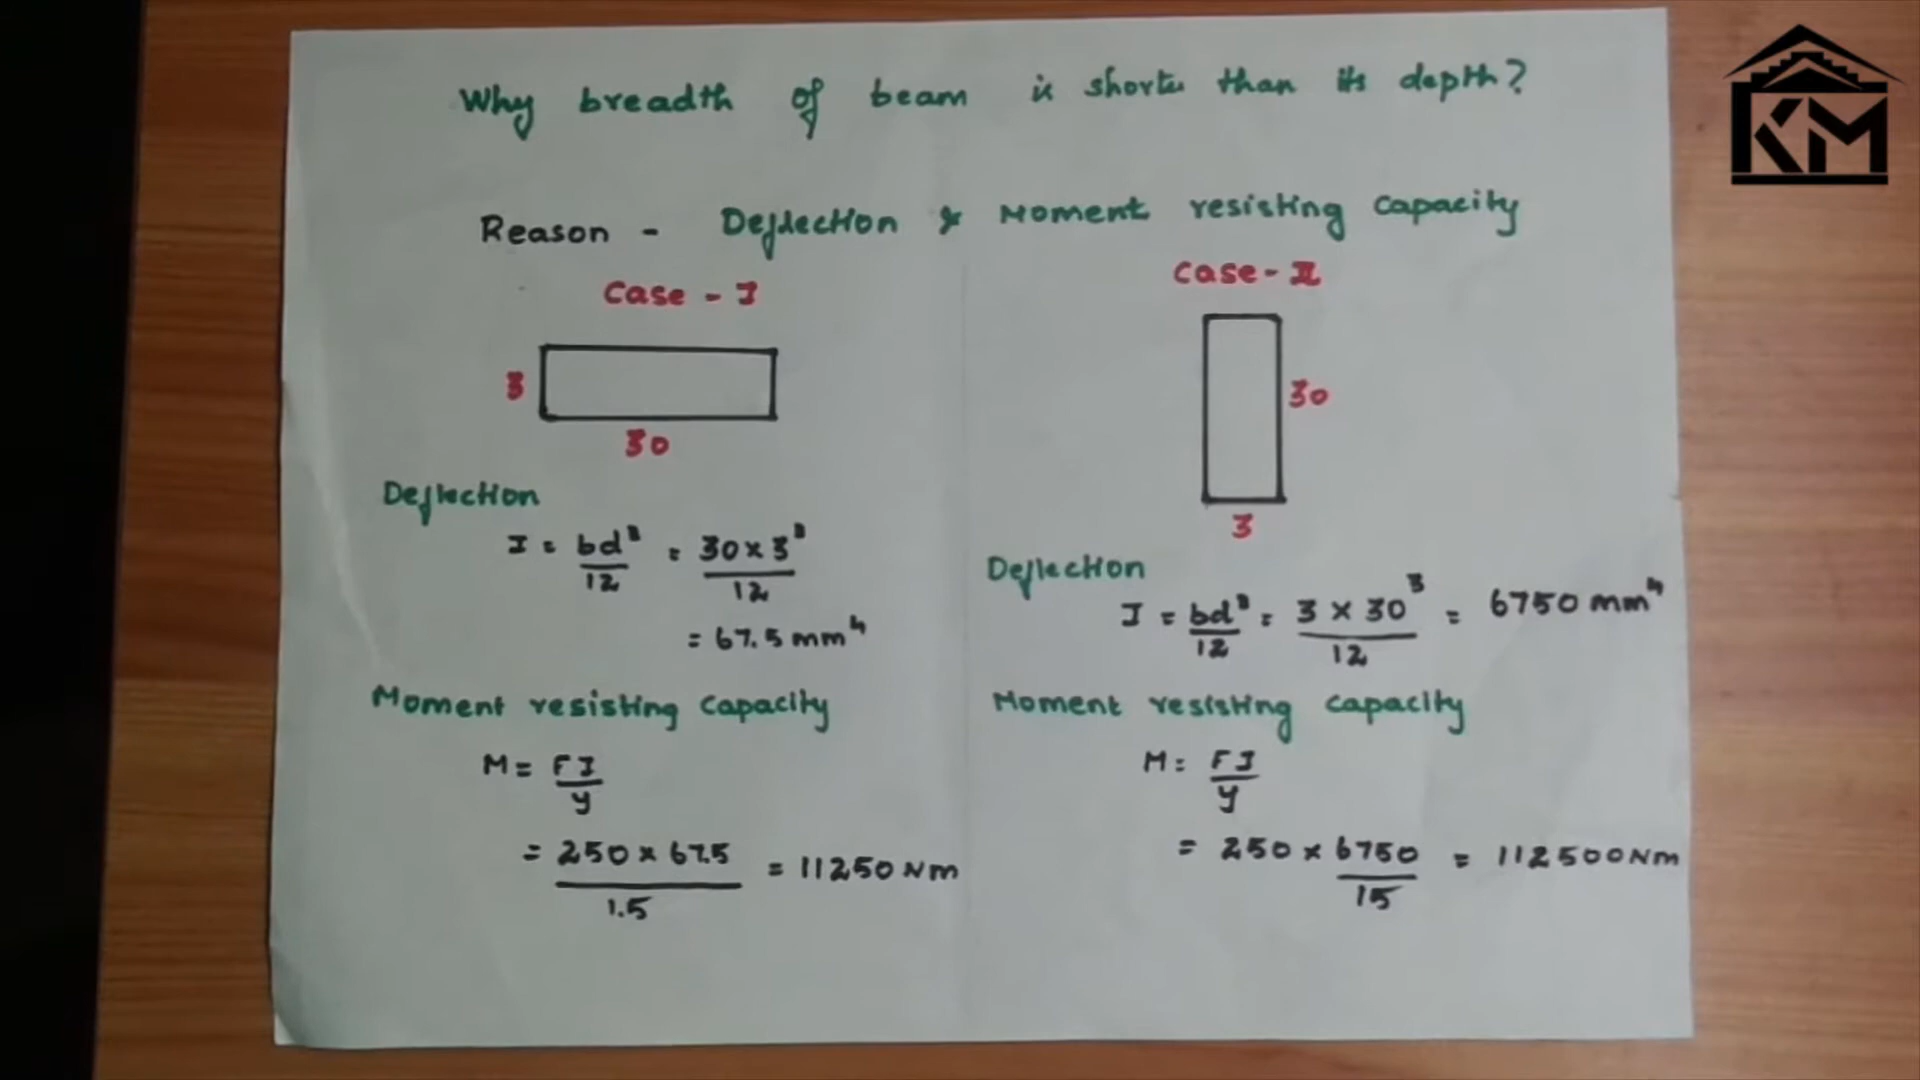 KM
Why breadth of beam is shorter than its depth?
Reason - Deflection & Moment resisting capacity
Case - I
3
30
Deflection
I = bd³/12 = 30 x 3³/12
= 67.5 mm⁴
Moment resisting capacity
M = FI/y
= 250 x 67.5/1.5 = 11250 Nm
Case - II
30
3
Deflection
I = bd³/12 = 3 x 30³/12 = 6750 mm⁴
Moment resisting capacity
M = FI/y
= 250 x 6750/15 = 112500 Nm